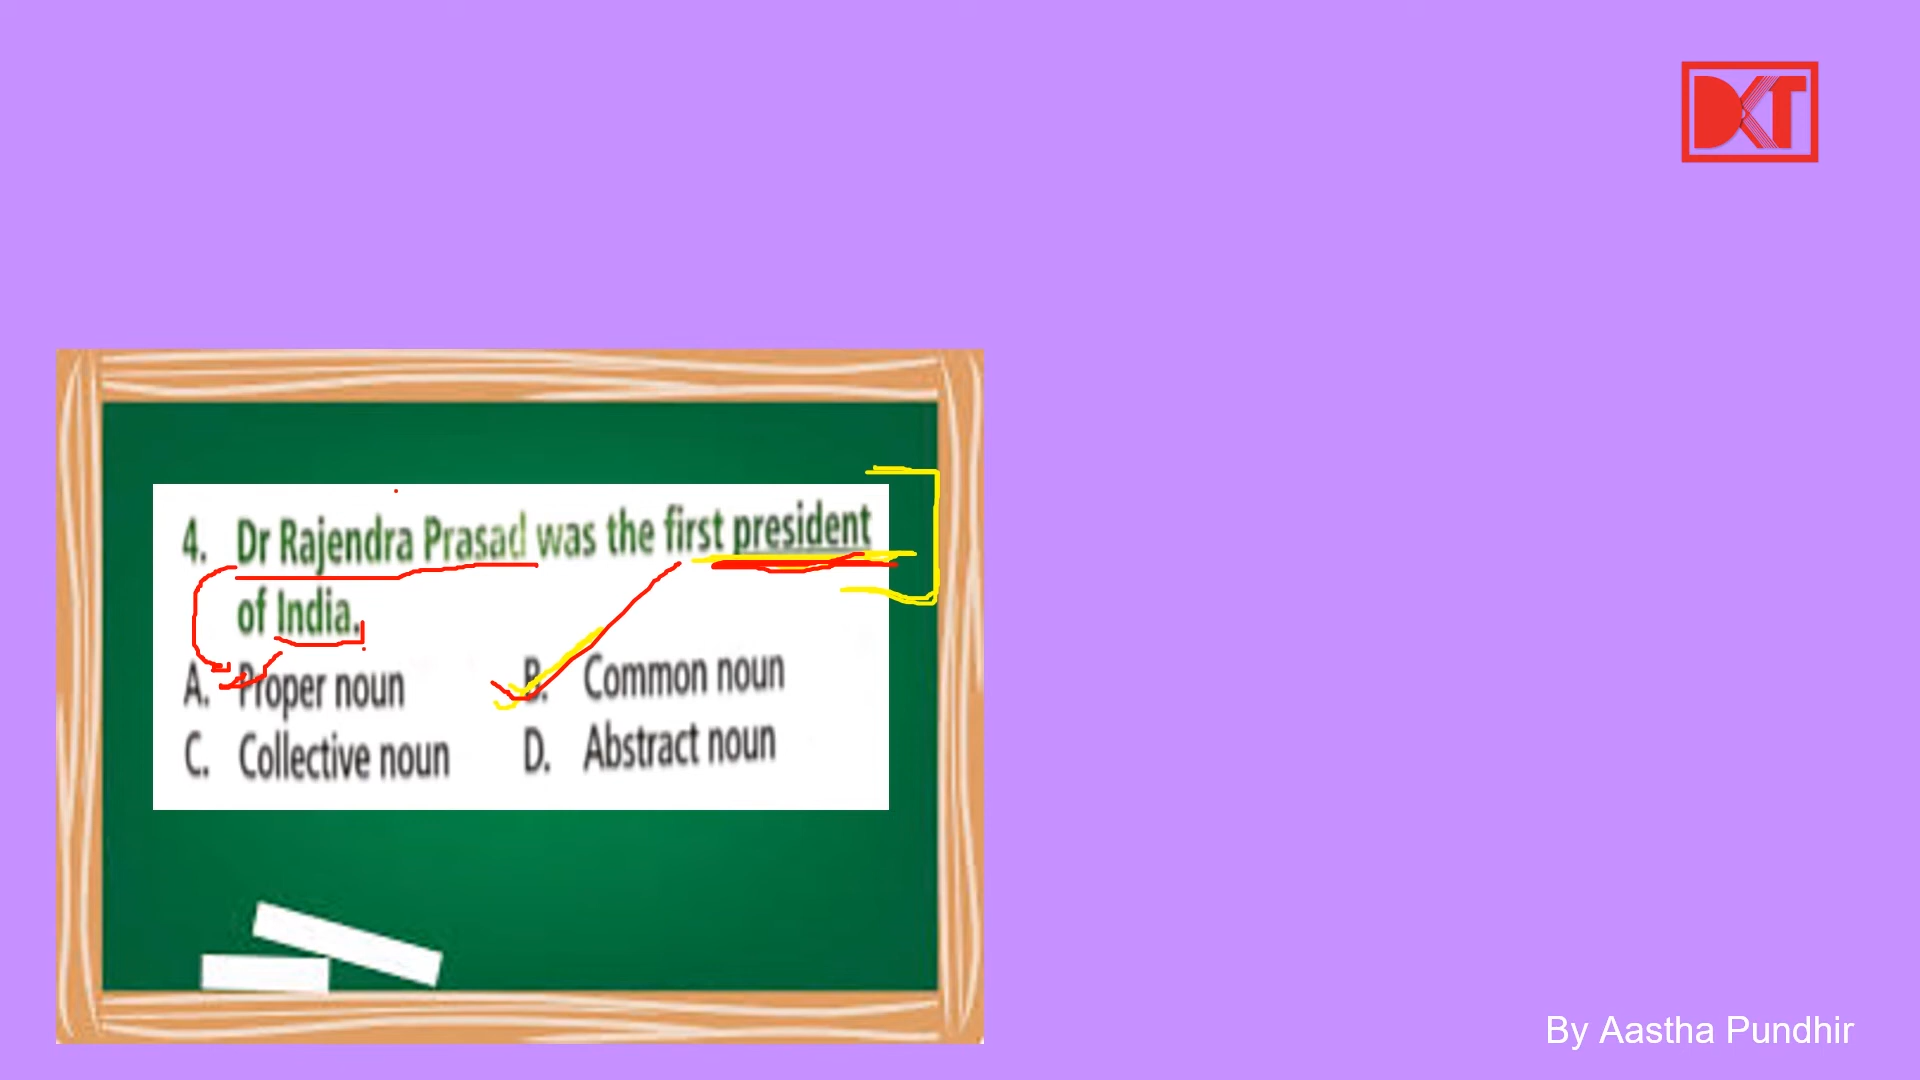 DKT
4. Dr Rajendra Prasad was the first president
of India.
A. Proper noun B. Common noun
C. Collective noun D. Abstract noun
By Aastha Pundhir